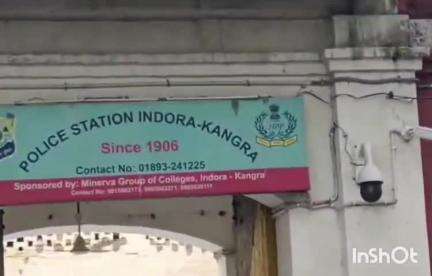 POLICE STATION INDORA-KANGRA
Since 1906
Contact No: 01893-241225
Sponsored by: Minerva Group of Colleges, Indora - Kangra
InShOt